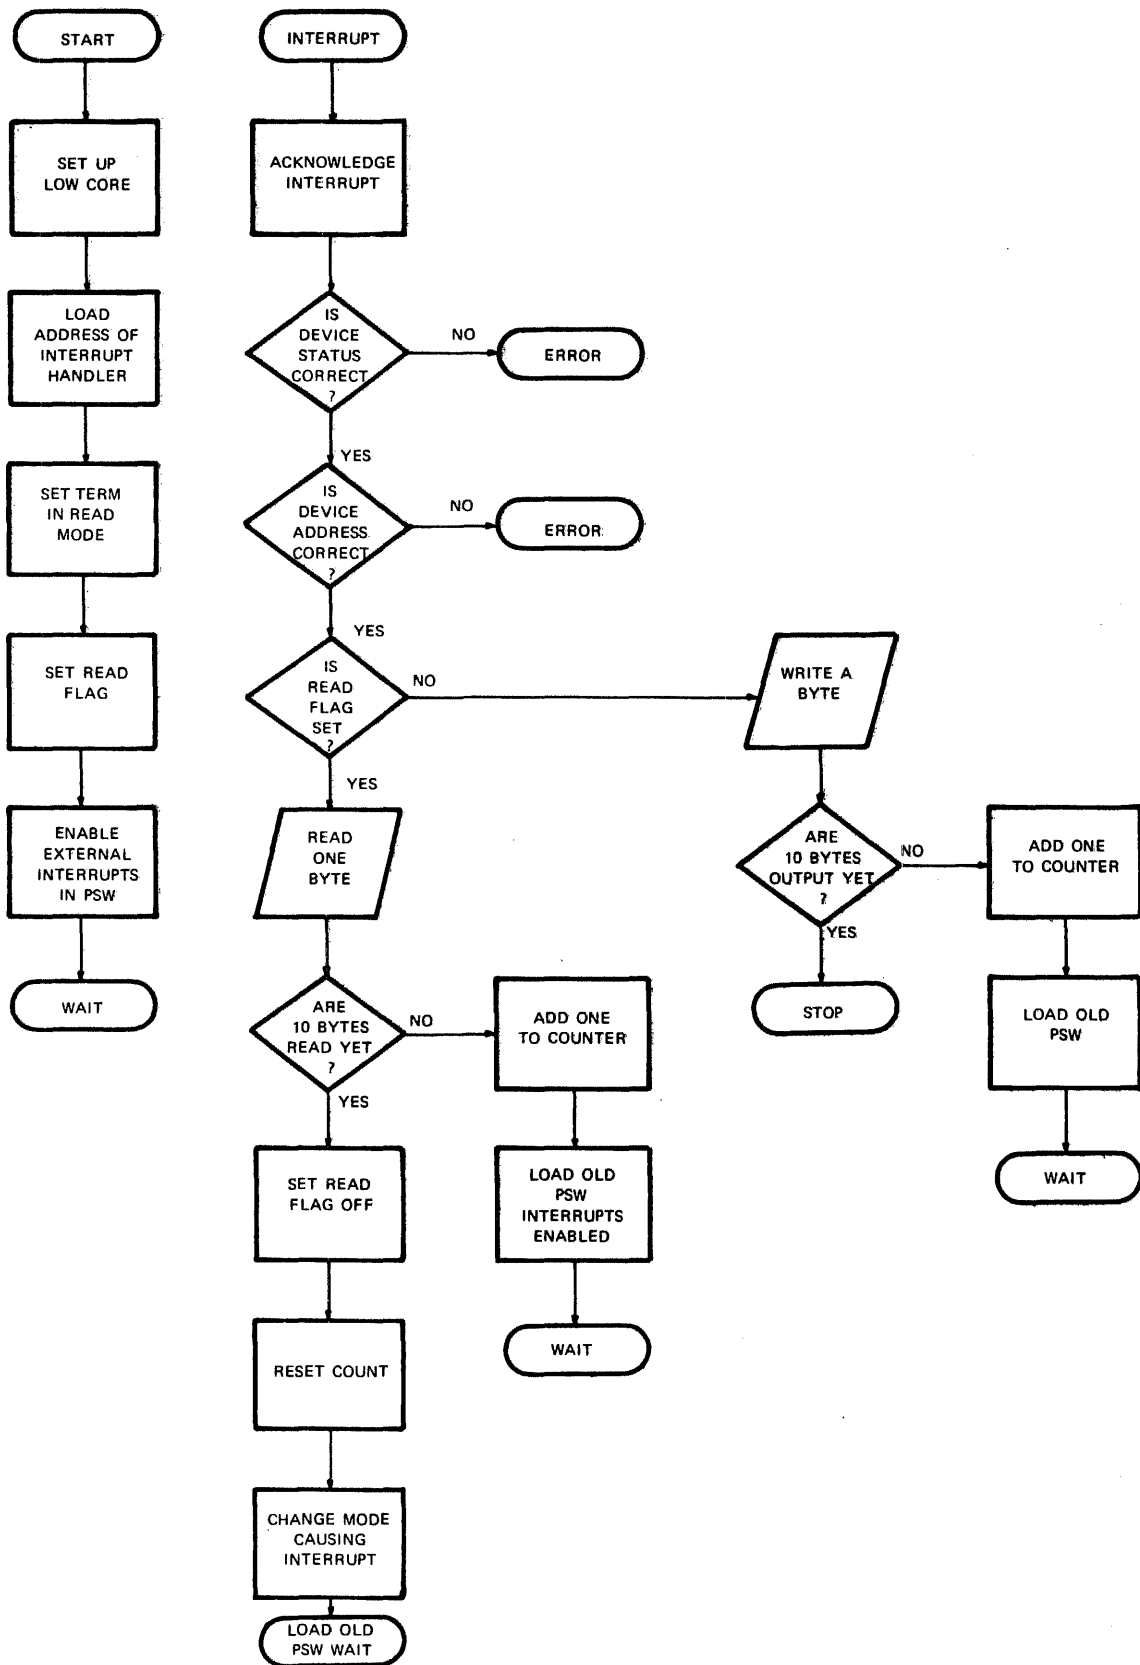 START
SET UP
LOW CORE
LOAD
ADDRESS OF
INTERRUPT
HANDLER
SET TERM
IN READ
MODE
SET READ
FLAG
ENABLE
EXTERNAL
INTERRUPTS
IN PSW
WAIT
INTERRUPT
ACKNOWLEDGE
INTERRUPT
IS
DEVICE
STATUS
CORRECT
?
NO
ERROR
YES
IS
DEVICE
ADDRESS
CORRECT
?
NO
ERROR
YES
IS
READ
FLAG
SET
?
NO
YES
READ
ONE
BYTE
ARE
10 BYTES
READ YET
?
NO
ADD ONE
TO COUNTER
LOAD OLD
PSW
INTERRUPTS
ENABLED
WAIT
YES
SET READ
FLAG OFF
RESET COUNT
CHANGE MODE
CAUSING
INTERRUPT
LOAD OLD
PSW WAIT
WRITE A
BYTE
ARE
10 BYTES
OUTPUT YET
?
NO
YES
STOP
ADD ONE
TO COUNTER
LOAD OLD
PSW
WAIT